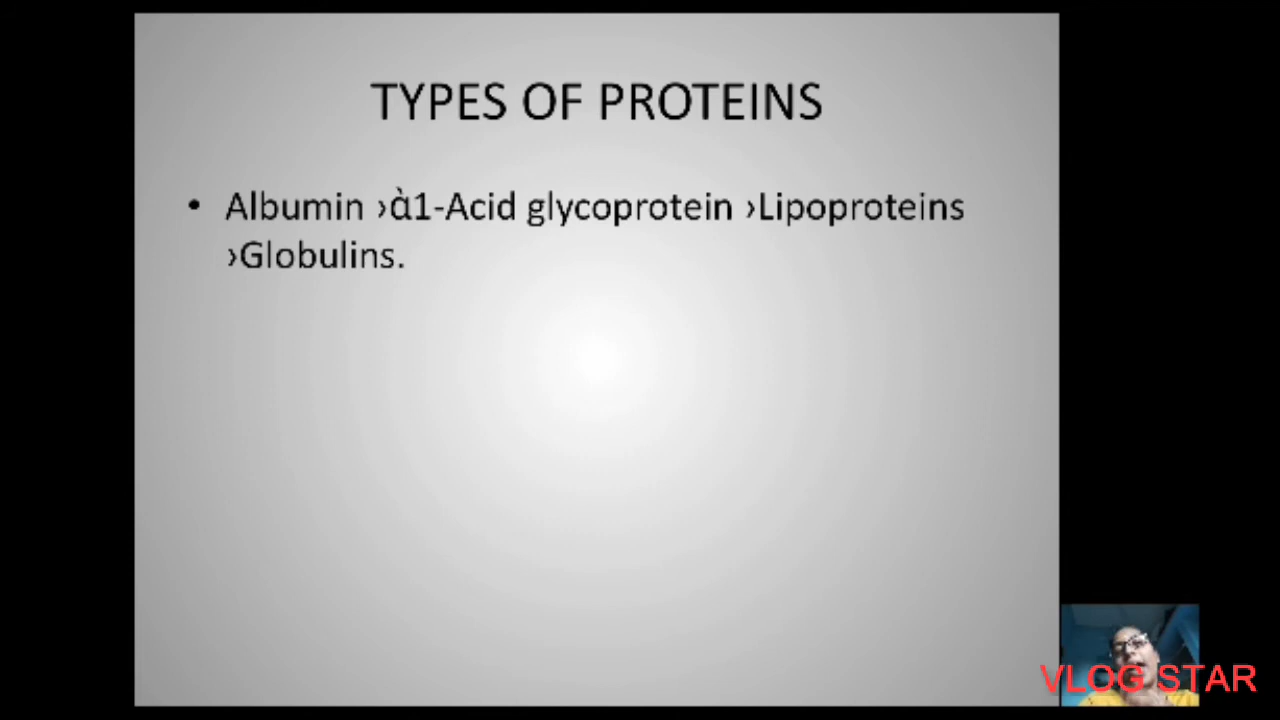 TYPES OF PROTEINS
• Albumin ›ὰ1-Acid glycoprotein ›Lipoproteins
›Globulins.
VLOG STAR